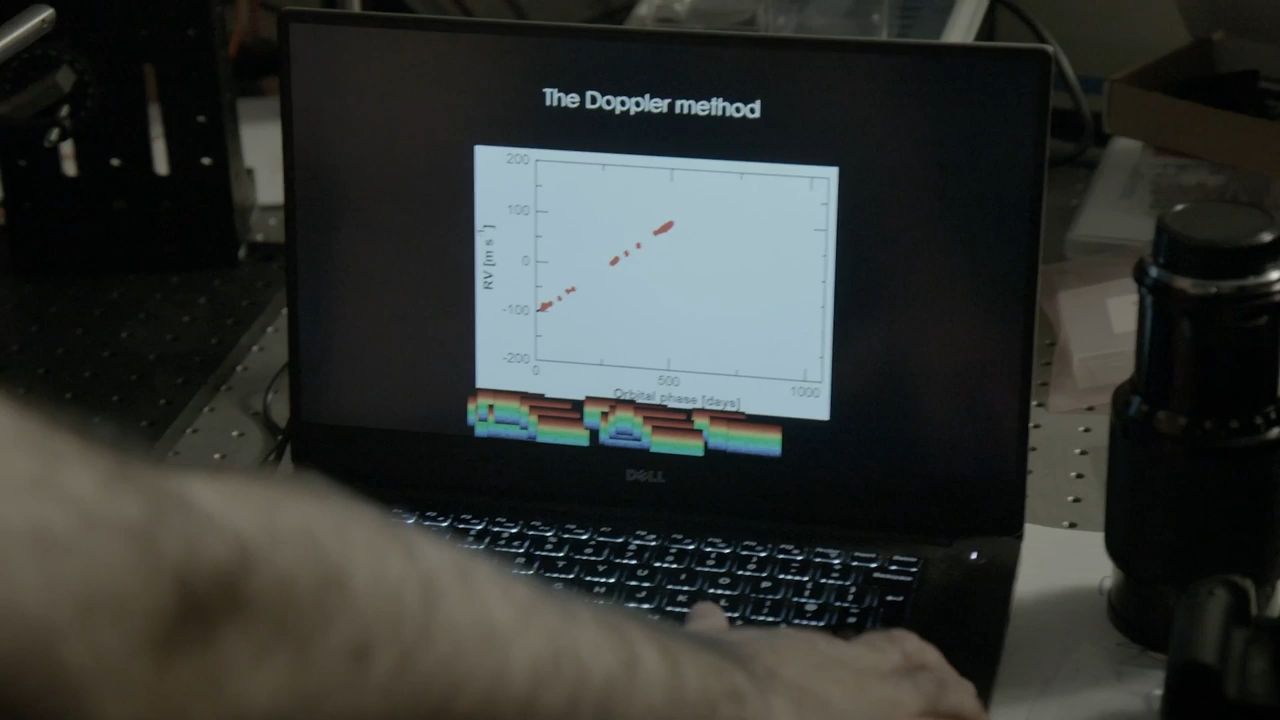 The Doppler method
200
100
0
-100
-200
RV [m s⁻¹]
0 500 1000
Orbital phase [days]
DELL
R T Y U I O P
H J K L